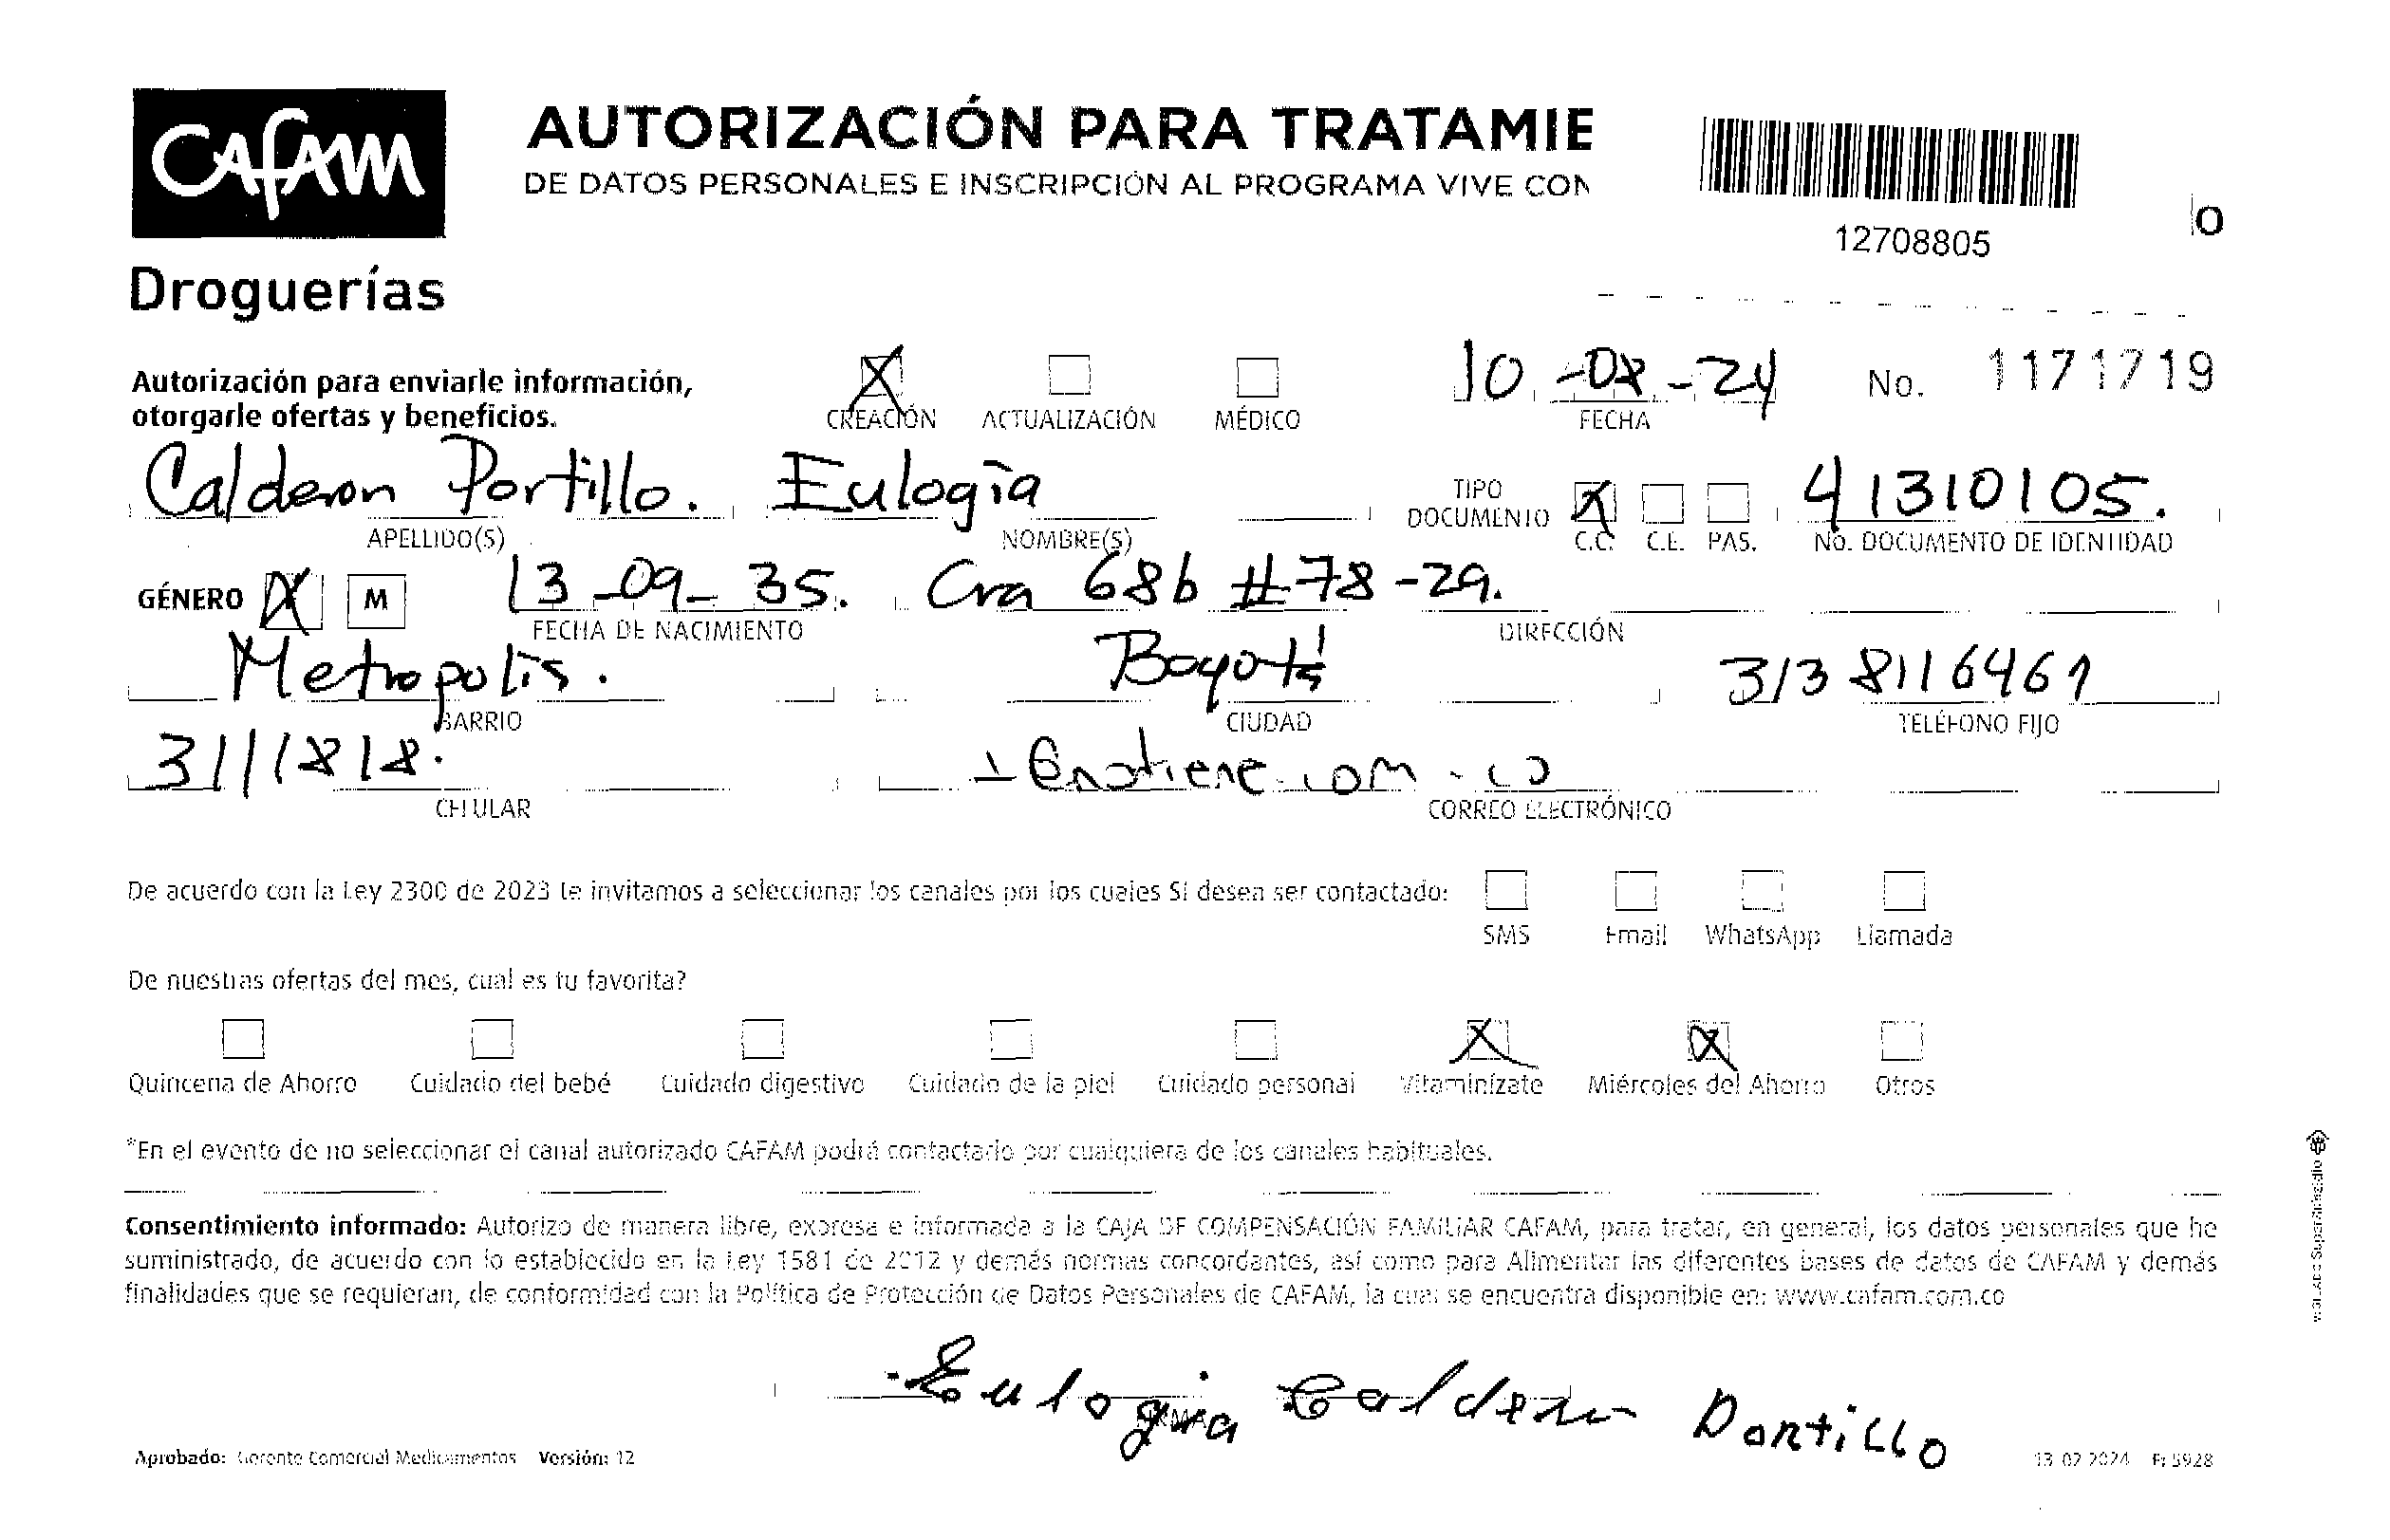 CAFAM
Droguerías
AUTORIZACIÓN PARA TRATAMIE
DE DATOS PERSONALES E INSCRIPCIÓN AL PROGRAMA VIVE CON
12708805
o
Autorización para enviarle información,
otorgarle ofertas y beneficios.
X CREACIÓN ACTUALIZACIÓN MÉDICO
10-08-24
FECHA
No. 1171719
Calderon Portillo. Eulogia
APELLIDO(S) NOMBRE(S)
TIPO DOCUMENTO X C.C. C.E. PAS. 41310105.
No. DOCUMENTO DE IDENTIDAD
GÉNERO X M 13-09-35. Cra 68b #78-29.
FECHA DE NACIMIENTO DIRECCIÓN
Metropolis. Bogotá 3138116461
BARRIO CIUDAD TELÉFONO FIJO
3111818.
CELULAR CORREO ELECTRÓNICO
De acuerdo con la Ley 2300 de 2023 te invitamos a seleccionar los canales por los cuales SÍ desea ser contactado:
SMS Email WhatsApp Llamada
De nuestras ofertas del mes, cual es tu favorita?
X X
Quincena de Ahorro Cuidado del bebé Cuidado digestivo Cuidado de la piel Cuidado personal Vitaminízate Miércoles del Ahorro Otros
*En el evento de no seleccionar el canal autorizado CAFAM podrá contactarlo por cualquiera de los canales habituales.
Consentimiento informado: Autorizo de manera libre, expresa e informada a la CAJA DE COMPENSACIÓN FAMILIAR CAFAM, para tratar, en general, los datos personales que he
suministrado, de acuerdo con lo establecido en la Ley 1581 de 2012 y demás normas concordantes, así como para Alimentar las diferentes bases de datos de CAFAM y demás
finalidades que se requieran, de conformidad con la Política de Protección de Datos Personales de CAFAM, la cual se encuentra disponible en: www.cafam.com.co
Eulogia Calderon Portillo
FIRMA
Aprobado: Gerente Comercial Medicamentos Versión: 12
13 02 2024 F: 5928